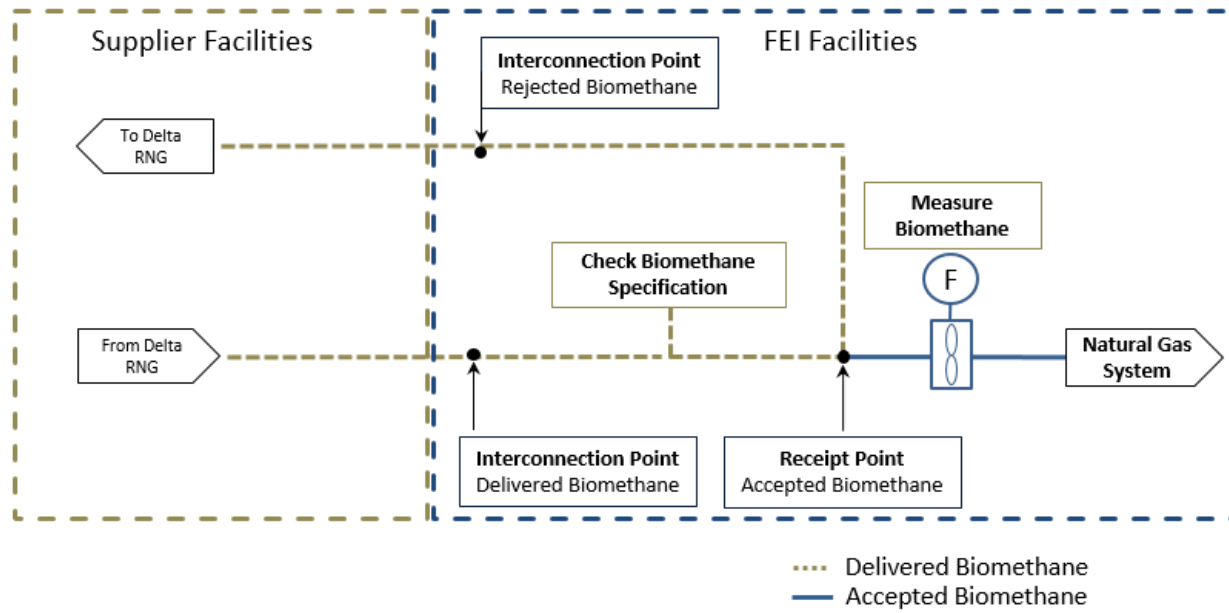 Supplier Facilities
FEI Facilities
Interconnection Point
Rejected Biomethane
To Delta
RNG
Measure
Biomethane
Check Biomethane
Specification
F
From Delta
RNG
Natural Gas
System
Interconnection Point
Delivered Biomethane
Receipt Point
Accepted Biomethane
Delivered Biomethane
Accepted Biomethane